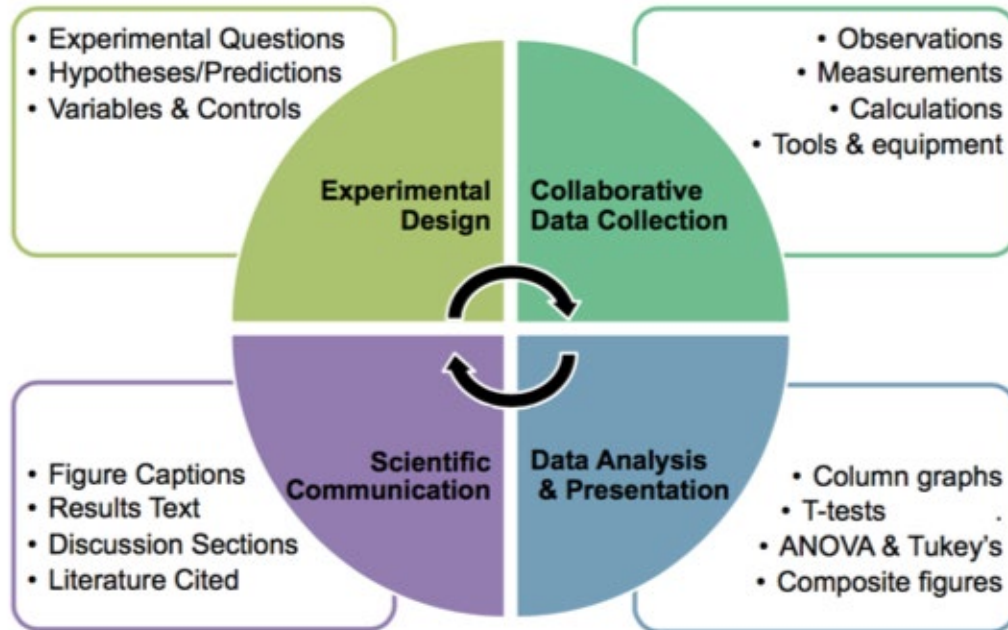 • Experimental Questions
• Hypotheses/Predictions
• Variables & Controls
• Observations
• Measurements
• Calculations
• Tools & equipment
Experimental
Design
Collaborative
Data Collection
Scientific
Communication
Data Analysis
& Presentation
• Figure Captions
• Results Text
• Discussion Sections
• Literature Cited
• Column graphs
• T-tests .
• ANOVA & Tukey's
• Composite figures